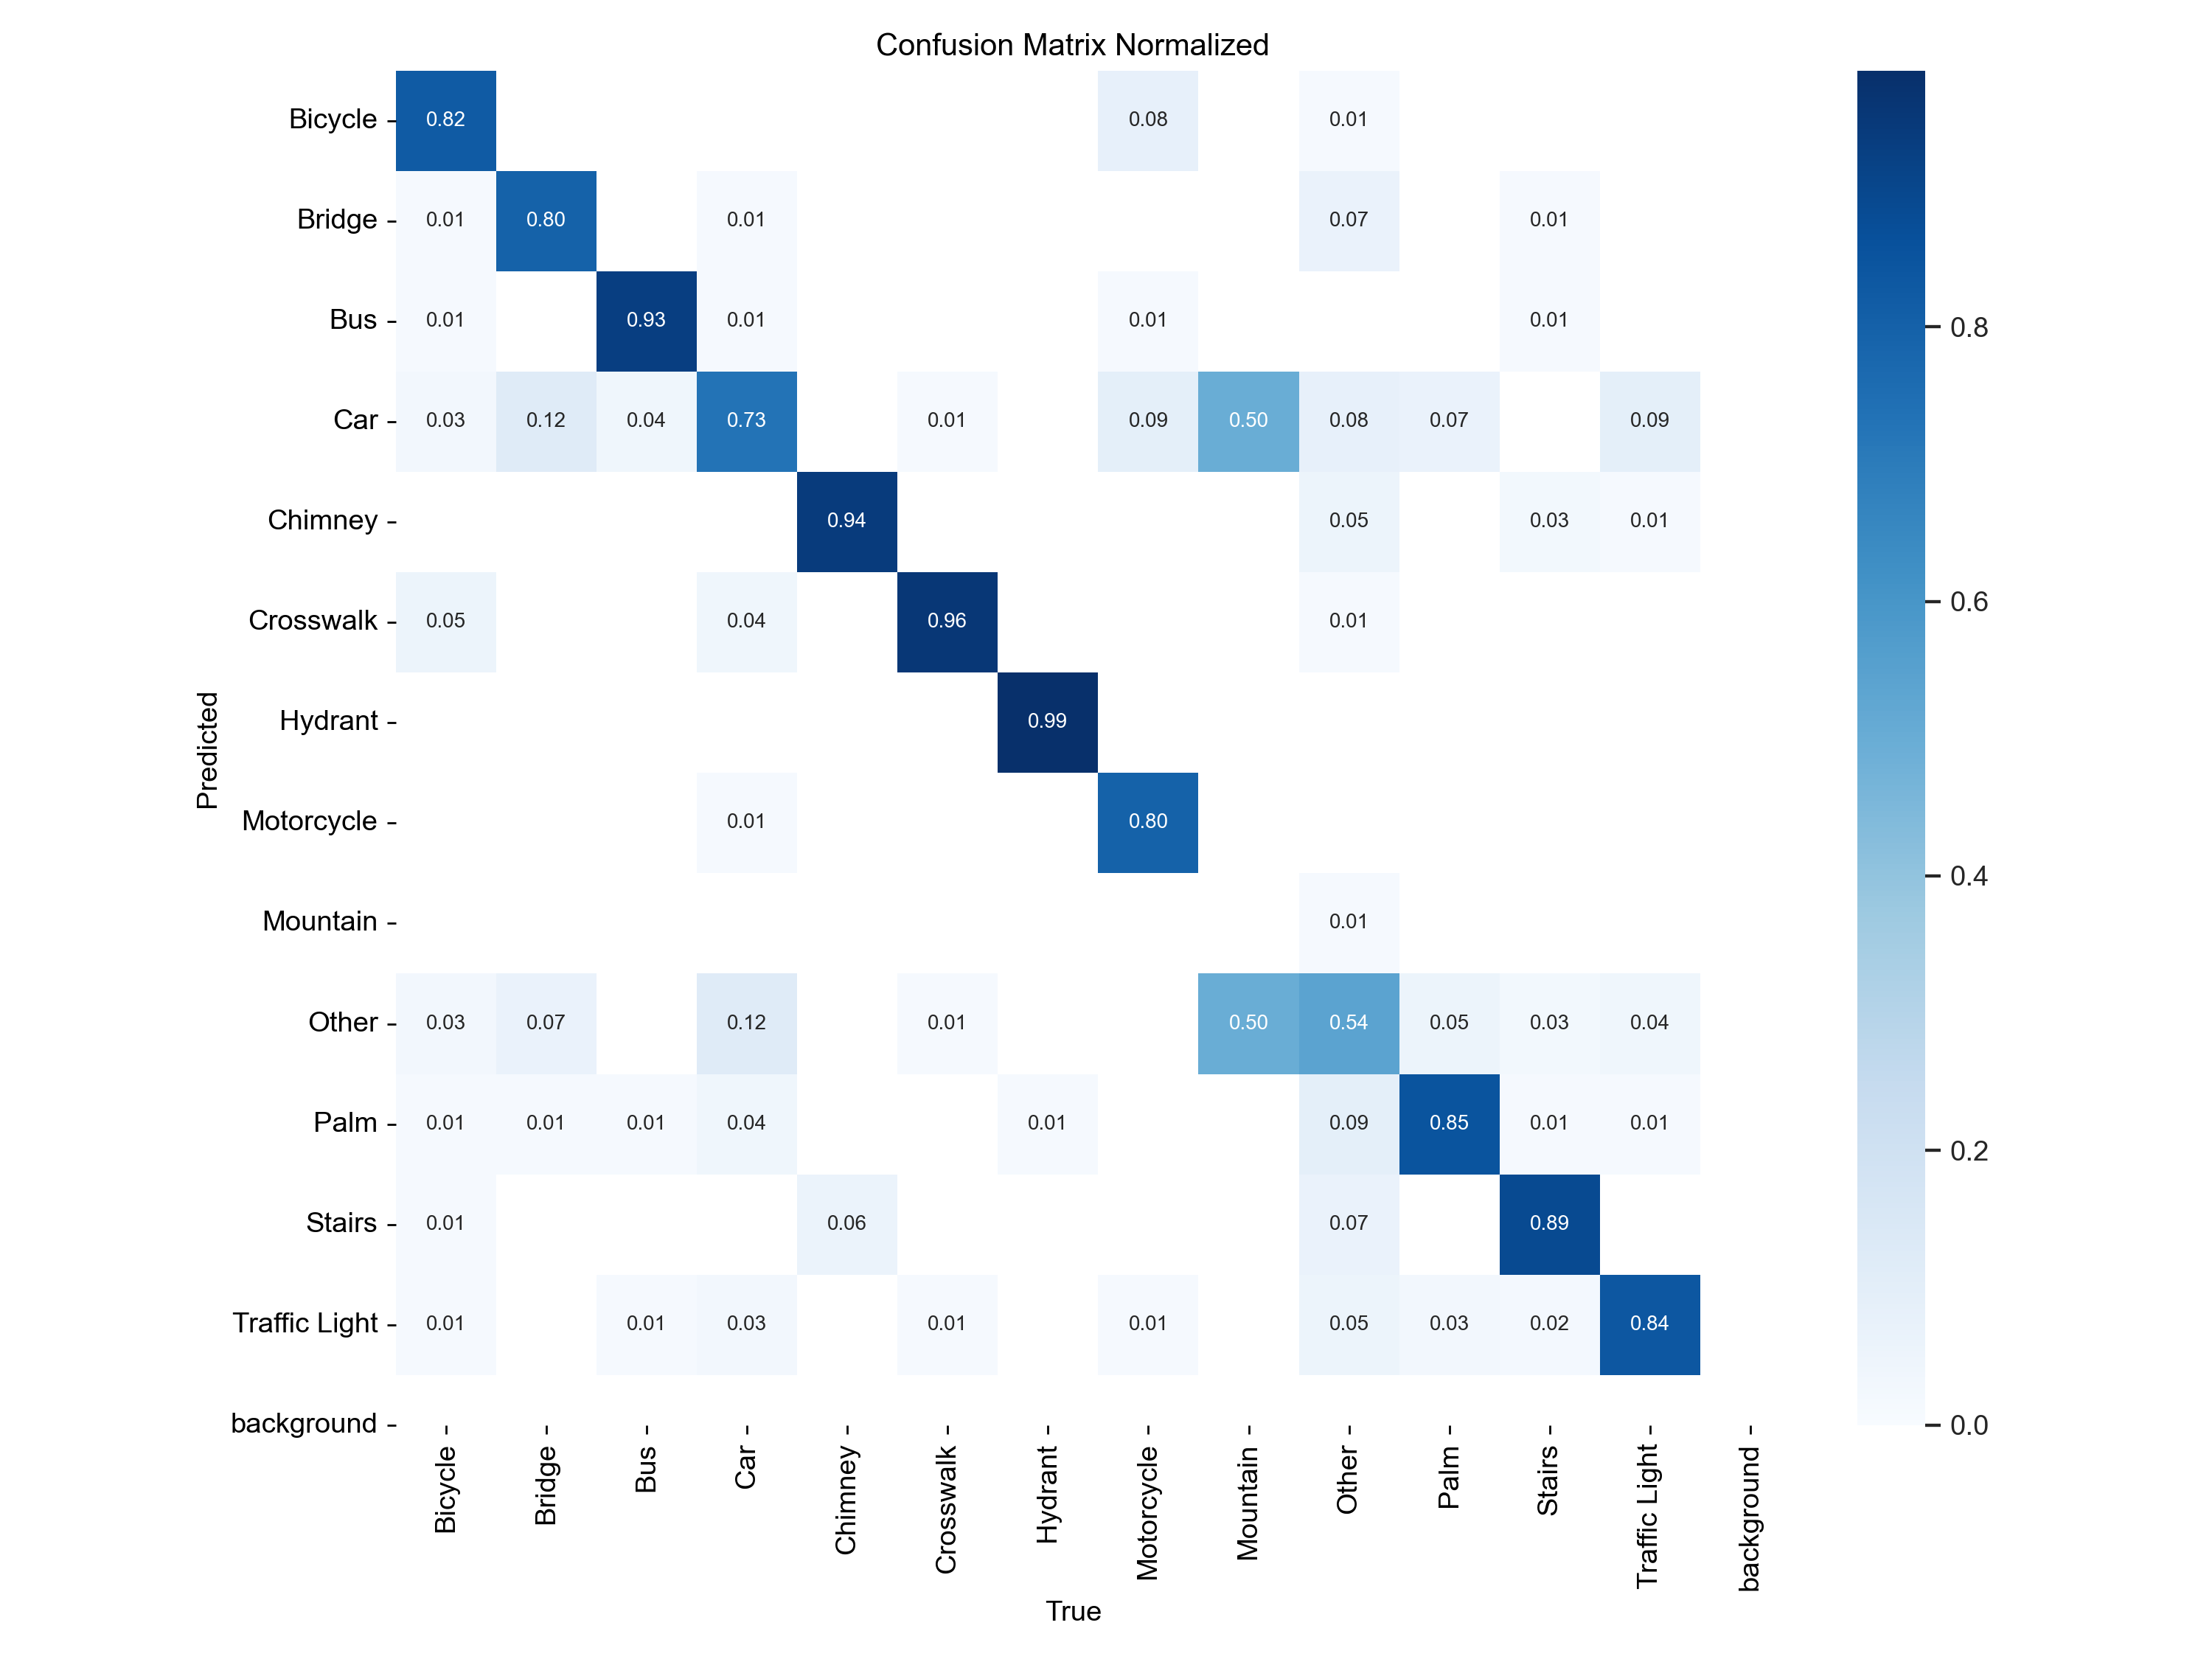 Confusion Matrix Normalized
Bicycle 0.82 0.08 0.01
Bridge 0.01 0.80 0.01 0.07 0.01
Bus 0.01 0.93 0.01 0.01 0.01
0.8
Car 0.03 0.12 0.04 0.73 0.01 0.09 0.50 0.08 0.07 0.09
Chimney 0.94 0.05 0.03 0.01
0.6
Crosswalk 0.05 0.04 0.96 0.01
Hydrant 0.99
Predicted
Motorcycle 0.01 0.80
0.4
Mountain 0.01
Other 0.03 0.07 0.12 0.01 0.50 0.54 0.05 0.03 0.04
Palm 0.01 0.01 0.01 0.04 0.01 0.09 0.85 0.01 0.01
0.2
Stairs 0.01 0.06 0.07 0.89
Traffic Light 0.01 0.01 0.03 0.01 0.01 0.05 0.03 0.02 0.84
background
0.0
Bicycle
Bridge
Bus
Car
Chimney
Crosswalk
Hydrant
Motorcycle
Mountain
Other
Palm
Stairs
Traffic Light
background
True